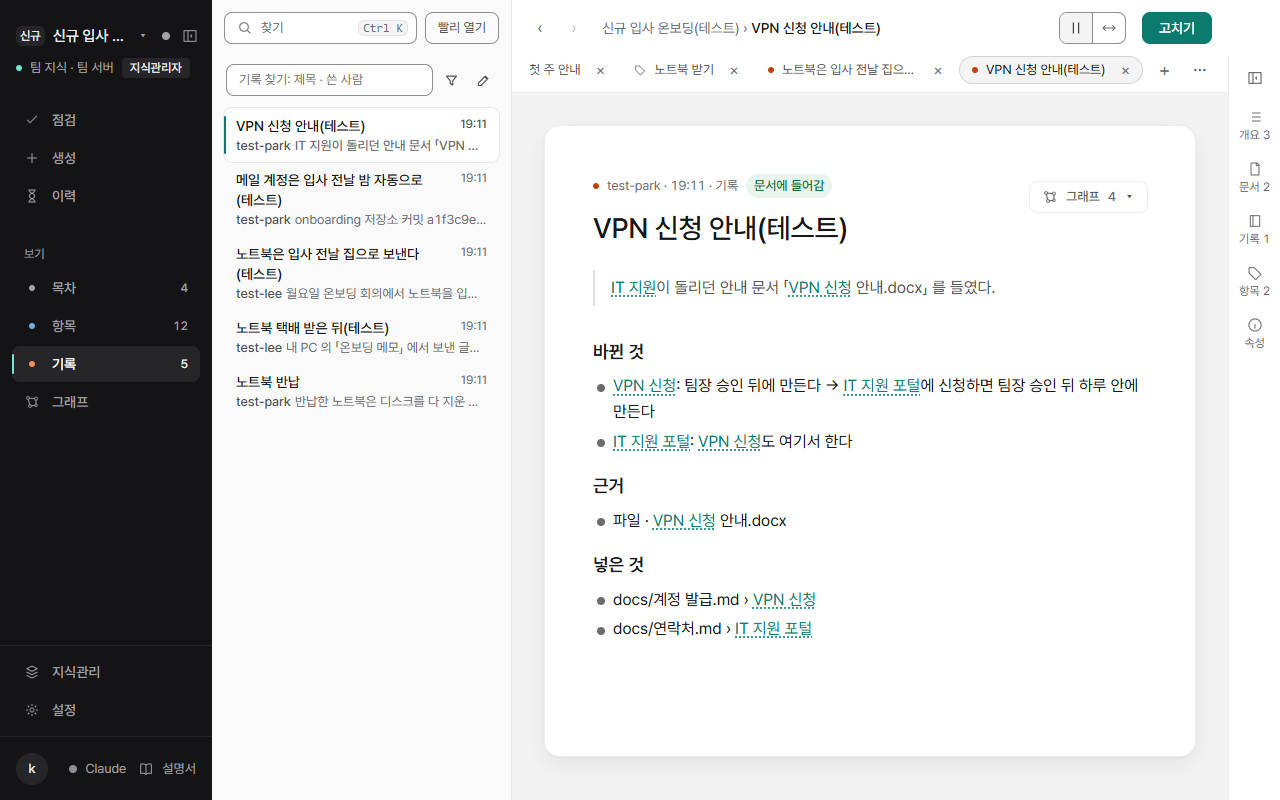 신규 신규 입사 ...
팀 지식 · 팀 서버 지식관리자
점검
생성
이력
보기
목차 4
항목 12
기록 5
그래프
지식관리
설정
k Claude 설명서
찾기 Ctrl K 빨리 열기
기록 찾기: 제목 · 쓴 사람
VPN 신청 안내(테스트) 19:11
test-park IT 지원이 돌리던 안내 문서 「VPN ...
메일 계정은 입사 전날 밤 자동으로 19:11
(테스트)
test-park onboarding 저장소 커밋 a1f3c9e...
노트북은 입사 전날 집으로 보낸다 19:11
(테스트)
test-lee 월요일 온보딩 회의에서 노트북을 입...
노트북 택배 받은 뒤(테스트) 19:11
test-lee 내 PC 의 「온보딩 메모」 에서 보낸 글...
노트북 반납 19:11
test-park 반납한 노트북은 디스크를 다 지운 ...
‹ › 신규 입사 온보딩(테스트) › VPN 신청 안내(테스트) 고치기
첫 주 안내 × 노트북 받기 × 노트북은 입사 전날 집으... × VPN 신청 안내(테스트) × + ...
test-park · 19:11 · 기록 문서에 들어감
그래프 4
VPN 신청 안내(테스트)
IT 지원이 돌리던 안내 문서 「VPN 신청 안내.docx」 를 들였다.
바뀐 것
VPN 신청: 팀장 승인 뒤에 만든다 → IT 지원 포털에 신청하면 팀장 승인 뒤 하루 안에
만든다
IT 지원 포털: VPN 신청도 여기서 한다
근거
파일 · VPN 신청 안내.docx
넣은 것
docs/계정 발급.md › VPN 신청
docs/연락처.md › IT 지원 포털
개요 3
문서 2
기록 1
항목 2
속성